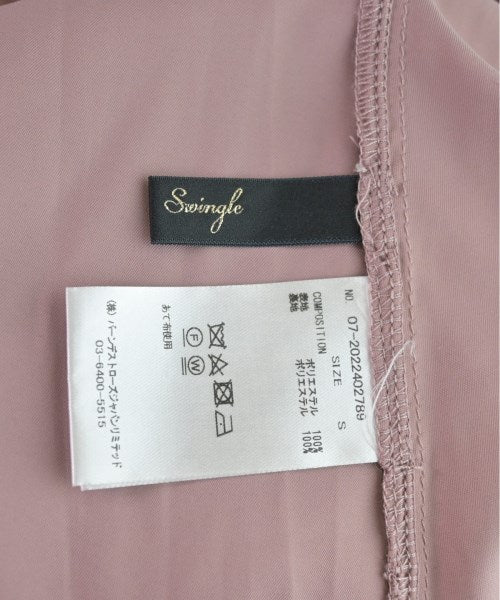 Swingle
NO. 07-2022402789
SIZE S
COMPOSITION
表地 ポリエステル 100%
裏地 ポリエステル 100%
F W
あて布使用
(株) バーンデストローズジャパンリミテッド
03-6400-5515